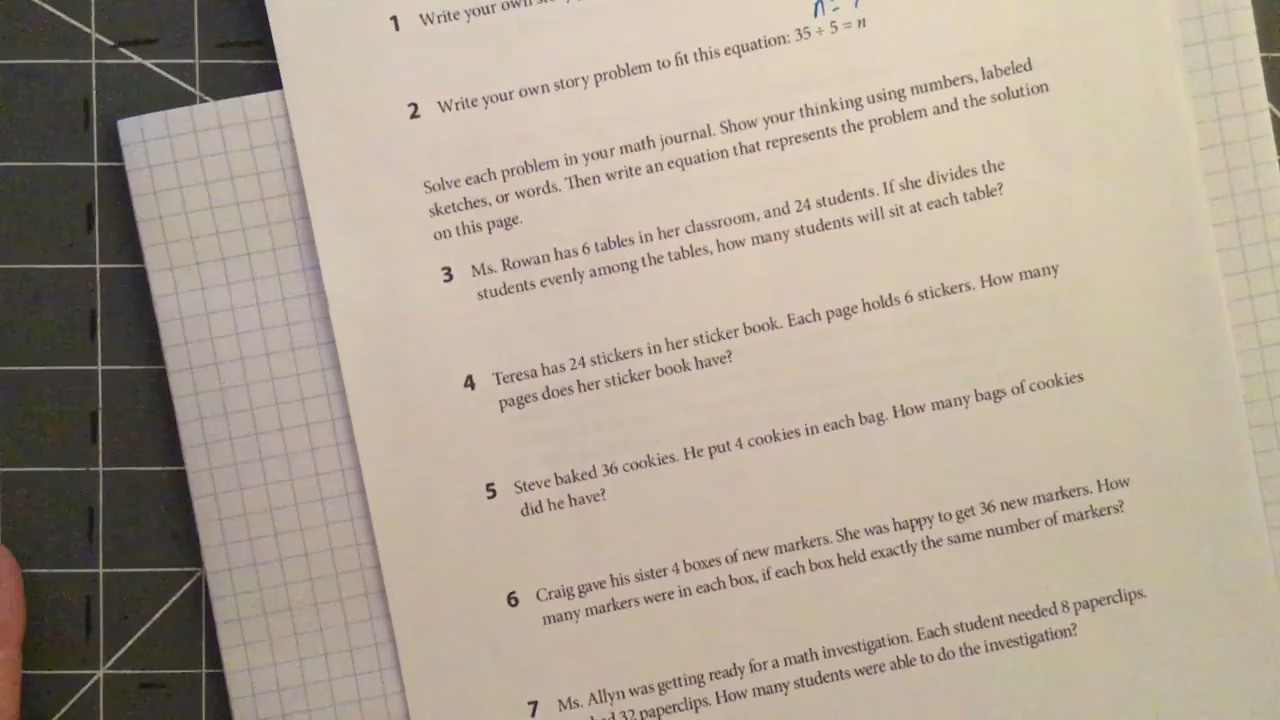 1 Write your own
n =
2 Write your own story problem to fit this equation: 35 ÷ 5 = n
Solve each problem in your math journal. Show your thinking using numbers, labeled
sketches, or words. Then write an equation that represents the problem and the solution
on this page.
3 Ms. Rowan has 6 tables in her classroom, and 24 students. If she divides the
students evenly among the tables, how many students will sit at each table?
4 Teresa has 24 stickers in her sticker book. Each page holds 6 stickers. How many
pages does her sticker book have?
5 Steve baked 36 cookies. He put 4 cookies in each bag. How many bags of cookies
did he have?
6 Craig gave his sister 4 boxes of new markers. She was happy to get 36 new markers. How
many markers were in each box, if each box held exactly the same number of markers?
7 Ms. Allyn was getting ready for a math investigation. Each student needed 8 paperclips.
32 paperclips. How many students were able to do the investigation?